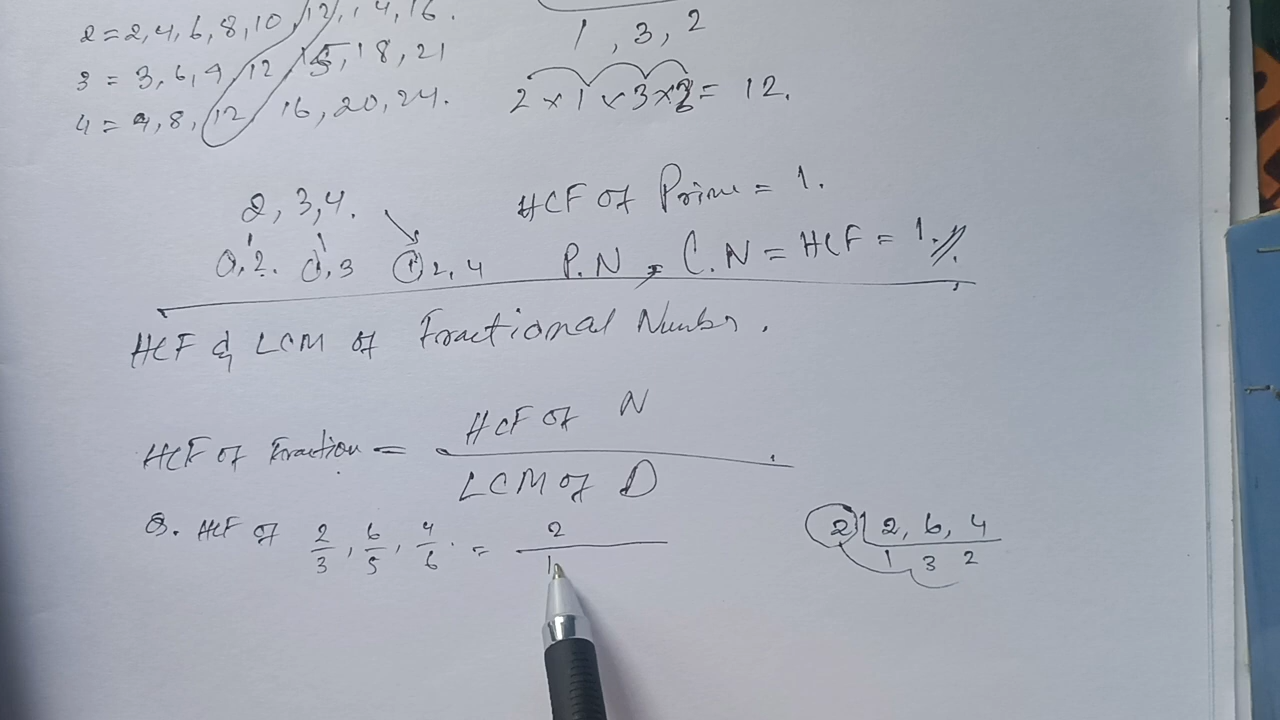 2 = 2, 4, 6, 8, 10, 12, 14, 16.
3 = 3, 6, 9, 12, 15, 18, 21
4 = 4, 8, 12, 16, 20, 24.
1, 3, 2
2 x 1 x 3 x 2 = 12.
2, 3, 4.
1, 2. 1, 3 1, 2, 4
HCF of Prime = 1.
P.N, C.N = HCF = 1.
HCF & LCM of Fractional Number.
HCF of Fraction = HCF of N / LCM of D
Q. HCF of 2/3, 6/5, 4/6. = 2/1
2 | 2, 6, 4
1 3 2